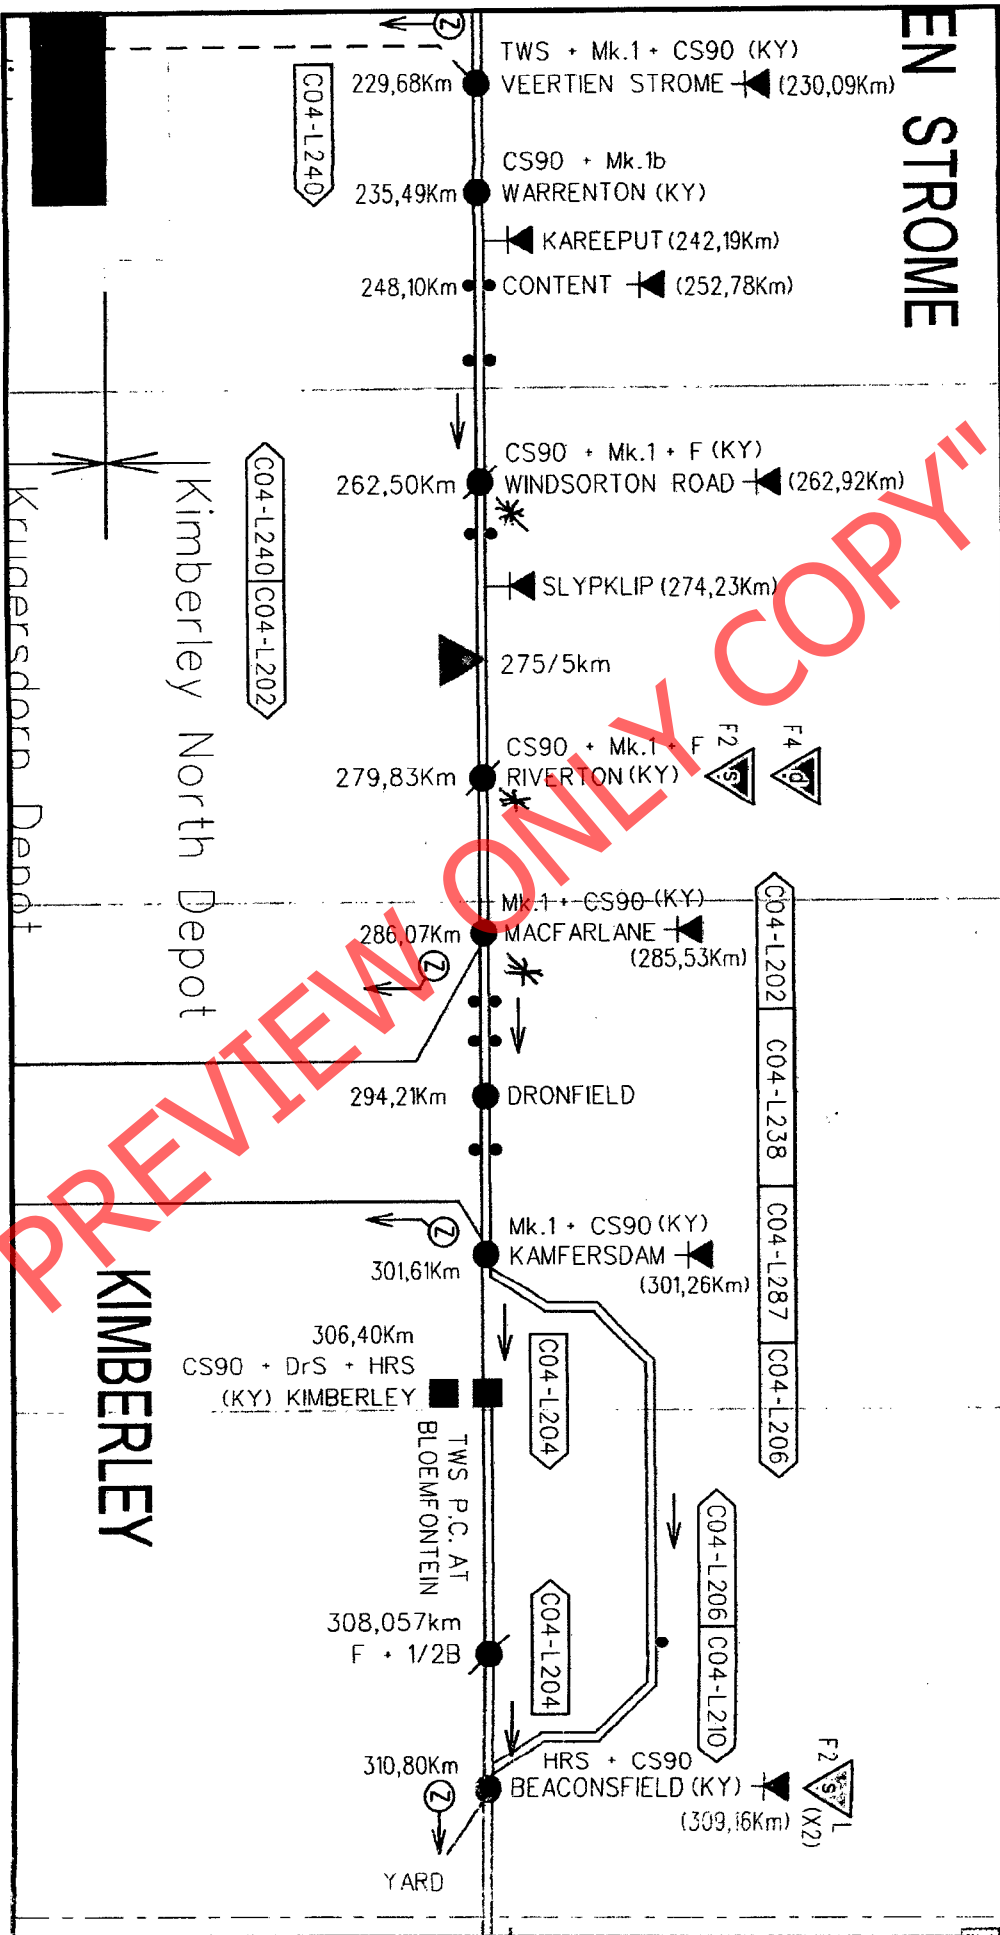 EN STROME
Z
TWS + Mk.1 + CS90 (KY)
229,68Km VEERTIEN STROME (230,09Km)
C04-L240
CS90 + Mk.1b
235,49Km WARRENTON (KY)
KAREEPUT (242,19Km)
248,10Km CONTENT (252,78Km)
CS90 + Mk.1 + F (KY)
262,50Km WINDSORTON ROAD (262,92Km)
C04-L240 C04-L202
Kimberley North Depot
Krugersdorp Depot
SLYPKLIP (274,23Km)
275/5km
CS90 + Mk.1 + F
279,83Km RIVERTON (KY)
F2 S
F4 d
Mk.1 + CS90 (KY)
286,07Km MACFARLANE
(285,53Km)
Z
C04-L202 C04-L238 C04-L287 C04-L206
294,21Km DRONFIELD
Mk.1 + CS90 (KY)
Z
KAMFERSDAM
301,61Km
(301,26Km)
KIMBERLEY
306,40Km
CS90 + DrS + HRS
(KY) KIMBERLEY
C04-L204
TWS P.C. AT
BLOEMFONTEIN
C04-L206 C04-L210
C04-L204
308,057km
F + 1/2B
HRS + CS90
310,80Km BEACONSFIELD (KY)
(309,16Km)
F2 S L
(X2)
Z
YARD
PREVIEW ONLY COPY"